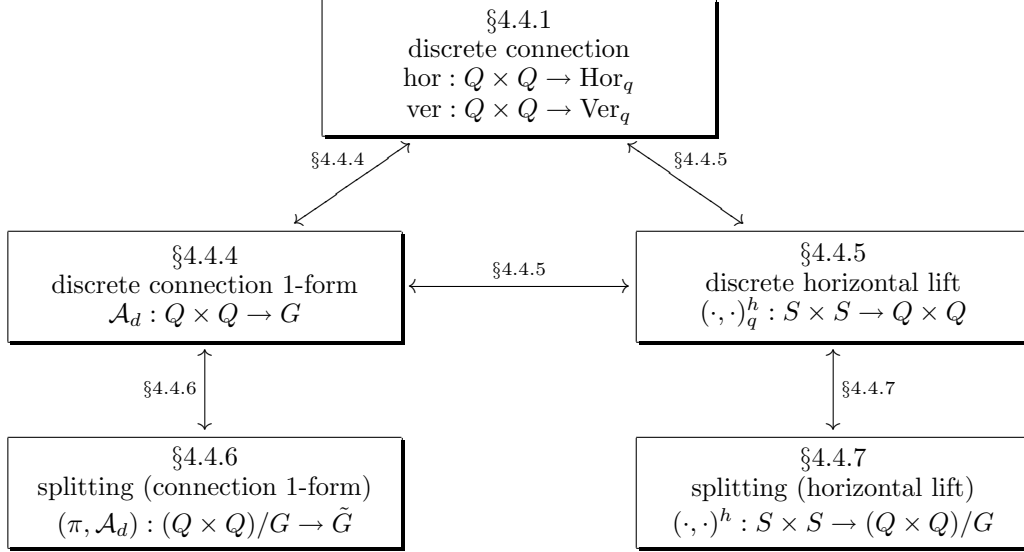 §4.4.1
discrete connection
hor : Q × Q → Hor_q
ver : Q × Q → Ver_q
§4.4.4
§4.4.5
§4.4.4
discrete connection 1-form
𝒜_d : Q × Q → G
§4.4.5
§4.4.5
discrete horizontal lift
(·, ·)^h_q : S × S → Q × Q
§4.4.6
§4.4.7
§4.4.6
splitting (connection 1-form)
(π, 𝒜_d) : (Q × Q)/G → G̃
§4.4.7
splitting (horizontal lift)
(·, ·)^h : S × S → (Q × Q)/G